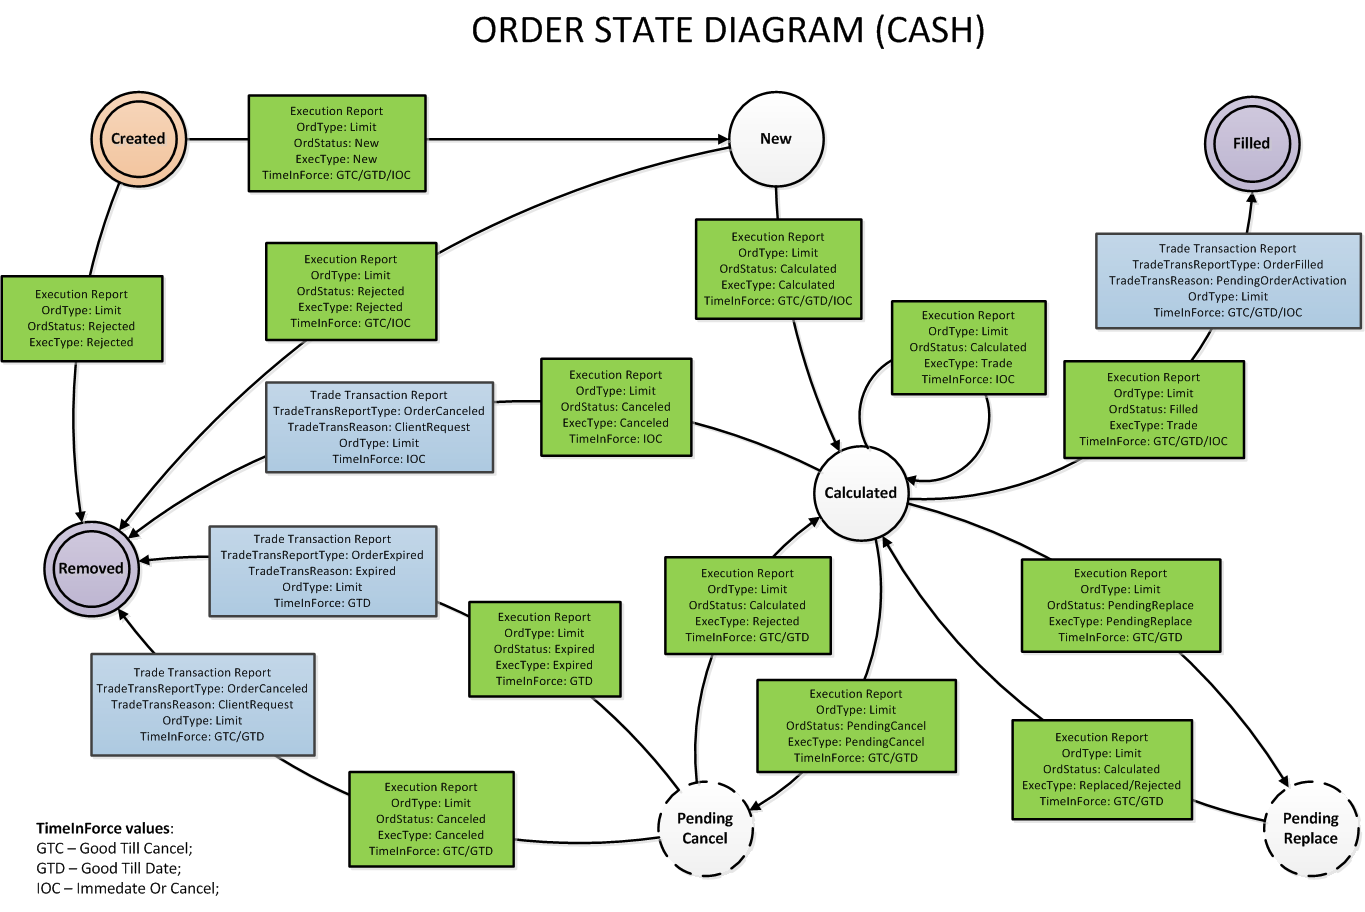 ORDER STATE DIAGRAM (CASH)
Created
Execution Report
OrdType: Limit
OrdStatus: New
ExecType: New
TimeInForce: GTC/GTD/IOC
New
Filled
Execution Report
OrdType: Limit
OrdStatus: Rejected
ExecType: Rejected
Execution Report
OrdType: Limit
OrdStatus: Rejected
ExecType: Rejected
TimeInForce: GTC/IOC
Execution Report
OrdType: Limit
OrdStatus: Calculated
ExecType: Calculated
TimeInForce: GTC/GTD/IOC
Trade Transaction Report
TradeTransReportType: OrderFilled
TradeTransReason: PendingOrderActivation
OrdType: Limit
TimeInForce: GTC/GTD/IOC
Execution Report
OrdType: Limit
OrdStatus: Calculated
ExecType: Trade
TimeInForce: IOC
Execution Report
OrdType: Limit
OrdStatus: Filled
ExecType: Trade
TimeInForce: GTC/GTD/IOC
Trade Transaction Report
TradeTransReportType: OrderCanceled
TradeTransReason: ClientRequest
OrdType: Limit
TimeInForce: IOC
Execution Report
OrdType: Limit
OrdStatus: Canceled
ExecType: Canceled
TimeInForce: IOC
Calculated
Removed
Trade Transaction Report
TradeTransReportType: OrderExpired
TradeTransReason: Expired
OrdType: Limit
TimeInForce: GTD
Execution Report
OrdType: Limit
OrdStatus: Expired
ExecType: Expired
TimeInForce: GTD
Execution Report
OrdType: Limit
OrdStatus: Calculated
ExecType: Rejected
TimeInForce: GTC/GTD
Execution Report
OrdType: Limit
OrdStatus: PendingReplace
ExecType: PendingReplace
TimeInForce: GTC/GTD
Trade Transaction Report
TradeTransReportType: OrderCanceled
TradeTransReason: ClientRequest
OrdType: Limit
TimeInForce: GTC/GTD
Execution Report
OrdType: Limit
OrdStatus: PendingCancel
ExecType: PendingCancel
TimeInForce: GTC/GTD
Execution Report
OrdType: Limit
OrdStatus: Calculated
ExecType: Replaced/Rejected
TimeInForce: GTC/GTD
Execution Report
OrdType: Limit
OrdStatus: Canceled
ExecType: Canceled
TimeInForce: GTC/GTD
Pending
Cancel
Pending
Replace
TimeInForce values:
GTC – Good Till Cancel;
GTD – Good Till Date;
IOC – Immedate Or Cancel;